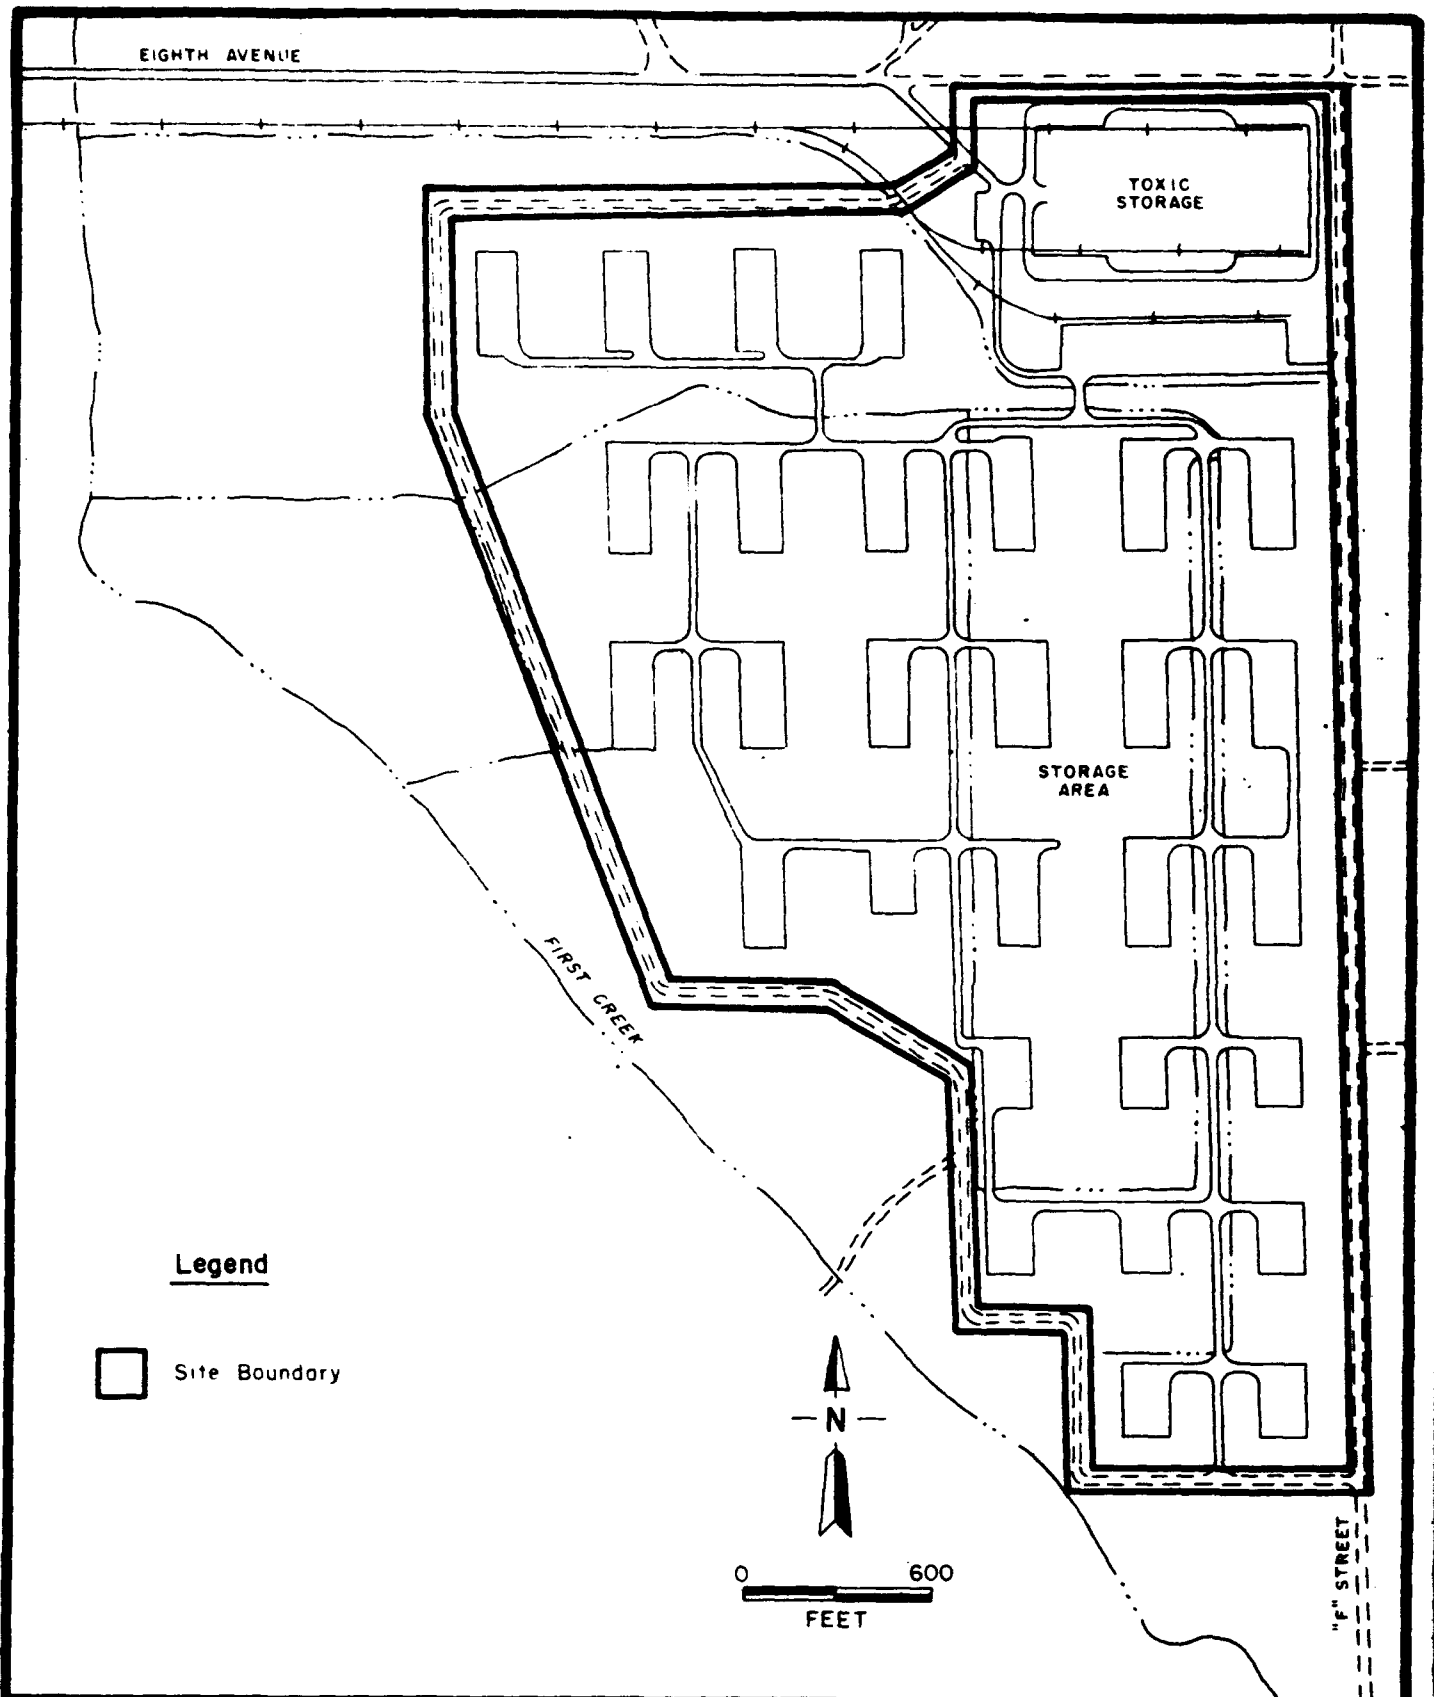 EIGHTH AVENUE
TOXIC
STORAGE
STORAGE
AREA
FIRST CREEK
Legend
Site Boundary
N
0 600
FEET
"F" STREET